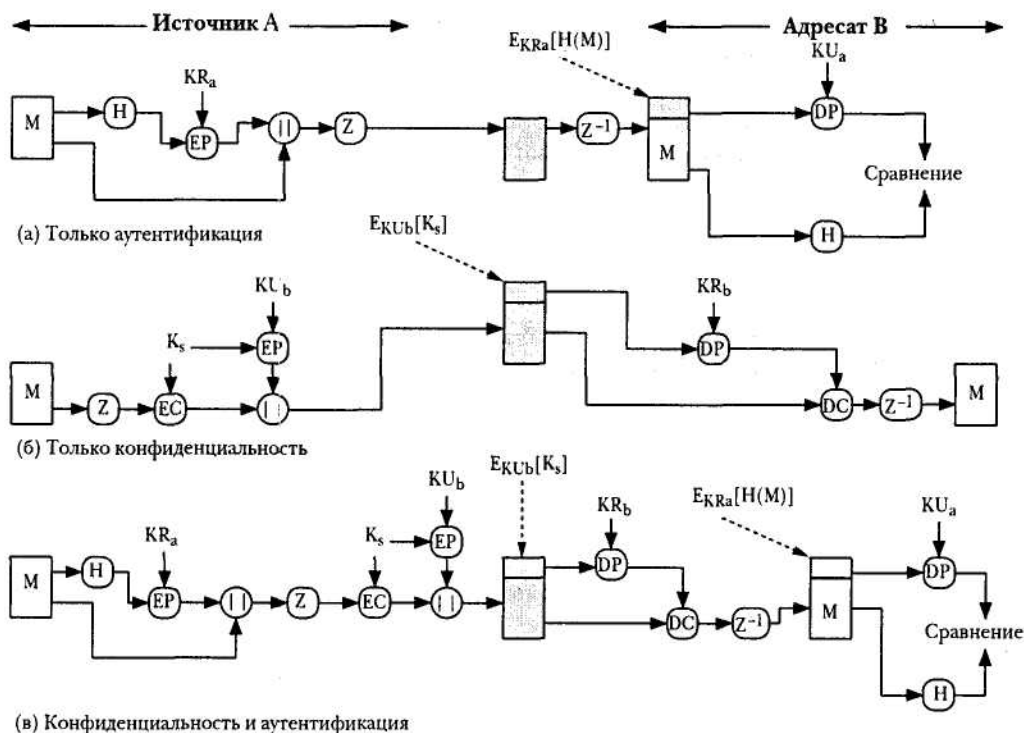 Источник А
Адресат В
E_KRa[H(M)]
KU_a
KR_a
M
H
EP
||
Z
Z⁻¹
M
DP
Сравнение
H
(а) Только аутентификация
E_KUb[K_s]
KU_b
KR_b
K_s
EP
DP
M
Z
EC
||
DC
Z⁻¹
M
(б) Только конфиденциальность
E_KUb[K_s]
KU_b
KR_b
E_KRa[H(M)]
KU_a
KR_a
K_s
EP
M
H
EP
||
Z
EC
||
DP
DC
Z⁻¹
M
DP
Сравнение
H
(в) Конфиденциальность и аутентификация